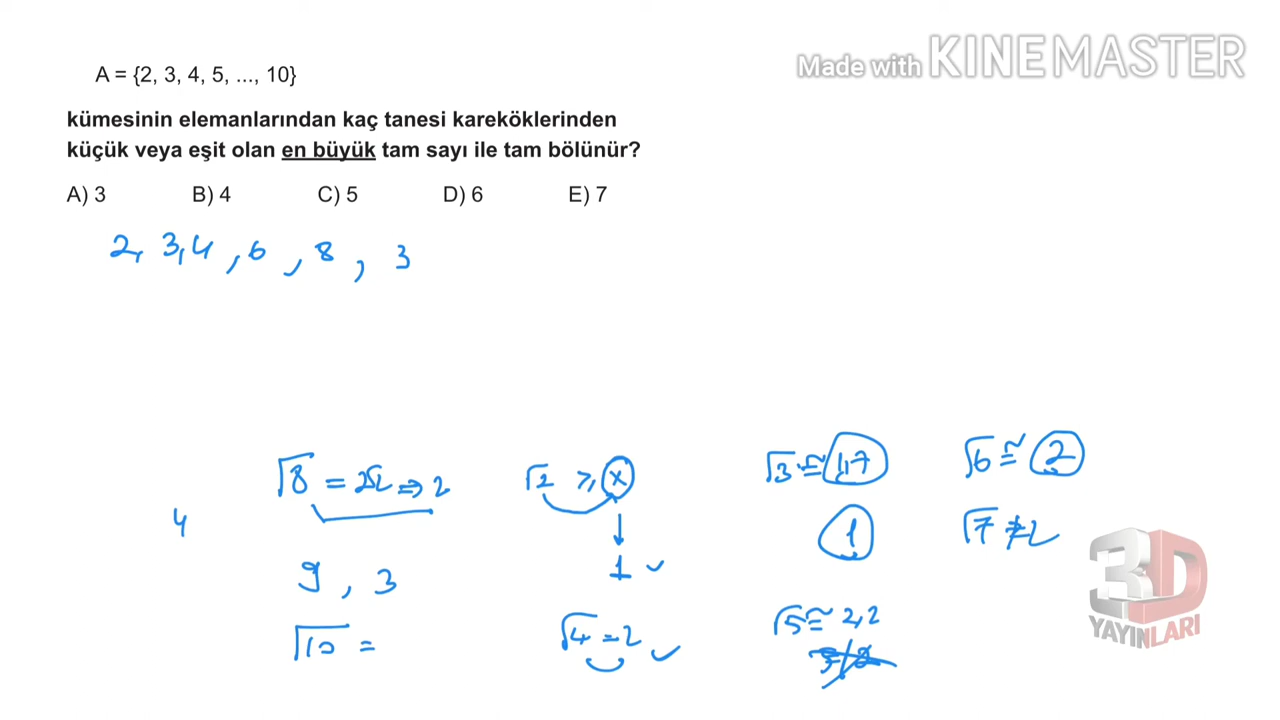 Made with KINEMASTER
A = {2, 3, 4, 5, ..., 10}
kümesinin elemanlarından kaç tanesi kareköklerinden
küçük veya eşit olan en büyük tam sayı ile tam bölünür?
A) 3 B) 4 C) 5 D) 6 E) 7
2, 3, 4, 6, 8, 3
√8 = 2√2 ⇒ 2
√2 ≥ x
√3 ≅ 1,7
√6 ≅ 2
4
1
√7 ≠ 2
9, 3
1 ✓
√10 =
√4 = 2 ✓
√5 ≅ 2,2
3D
YAYINLARI